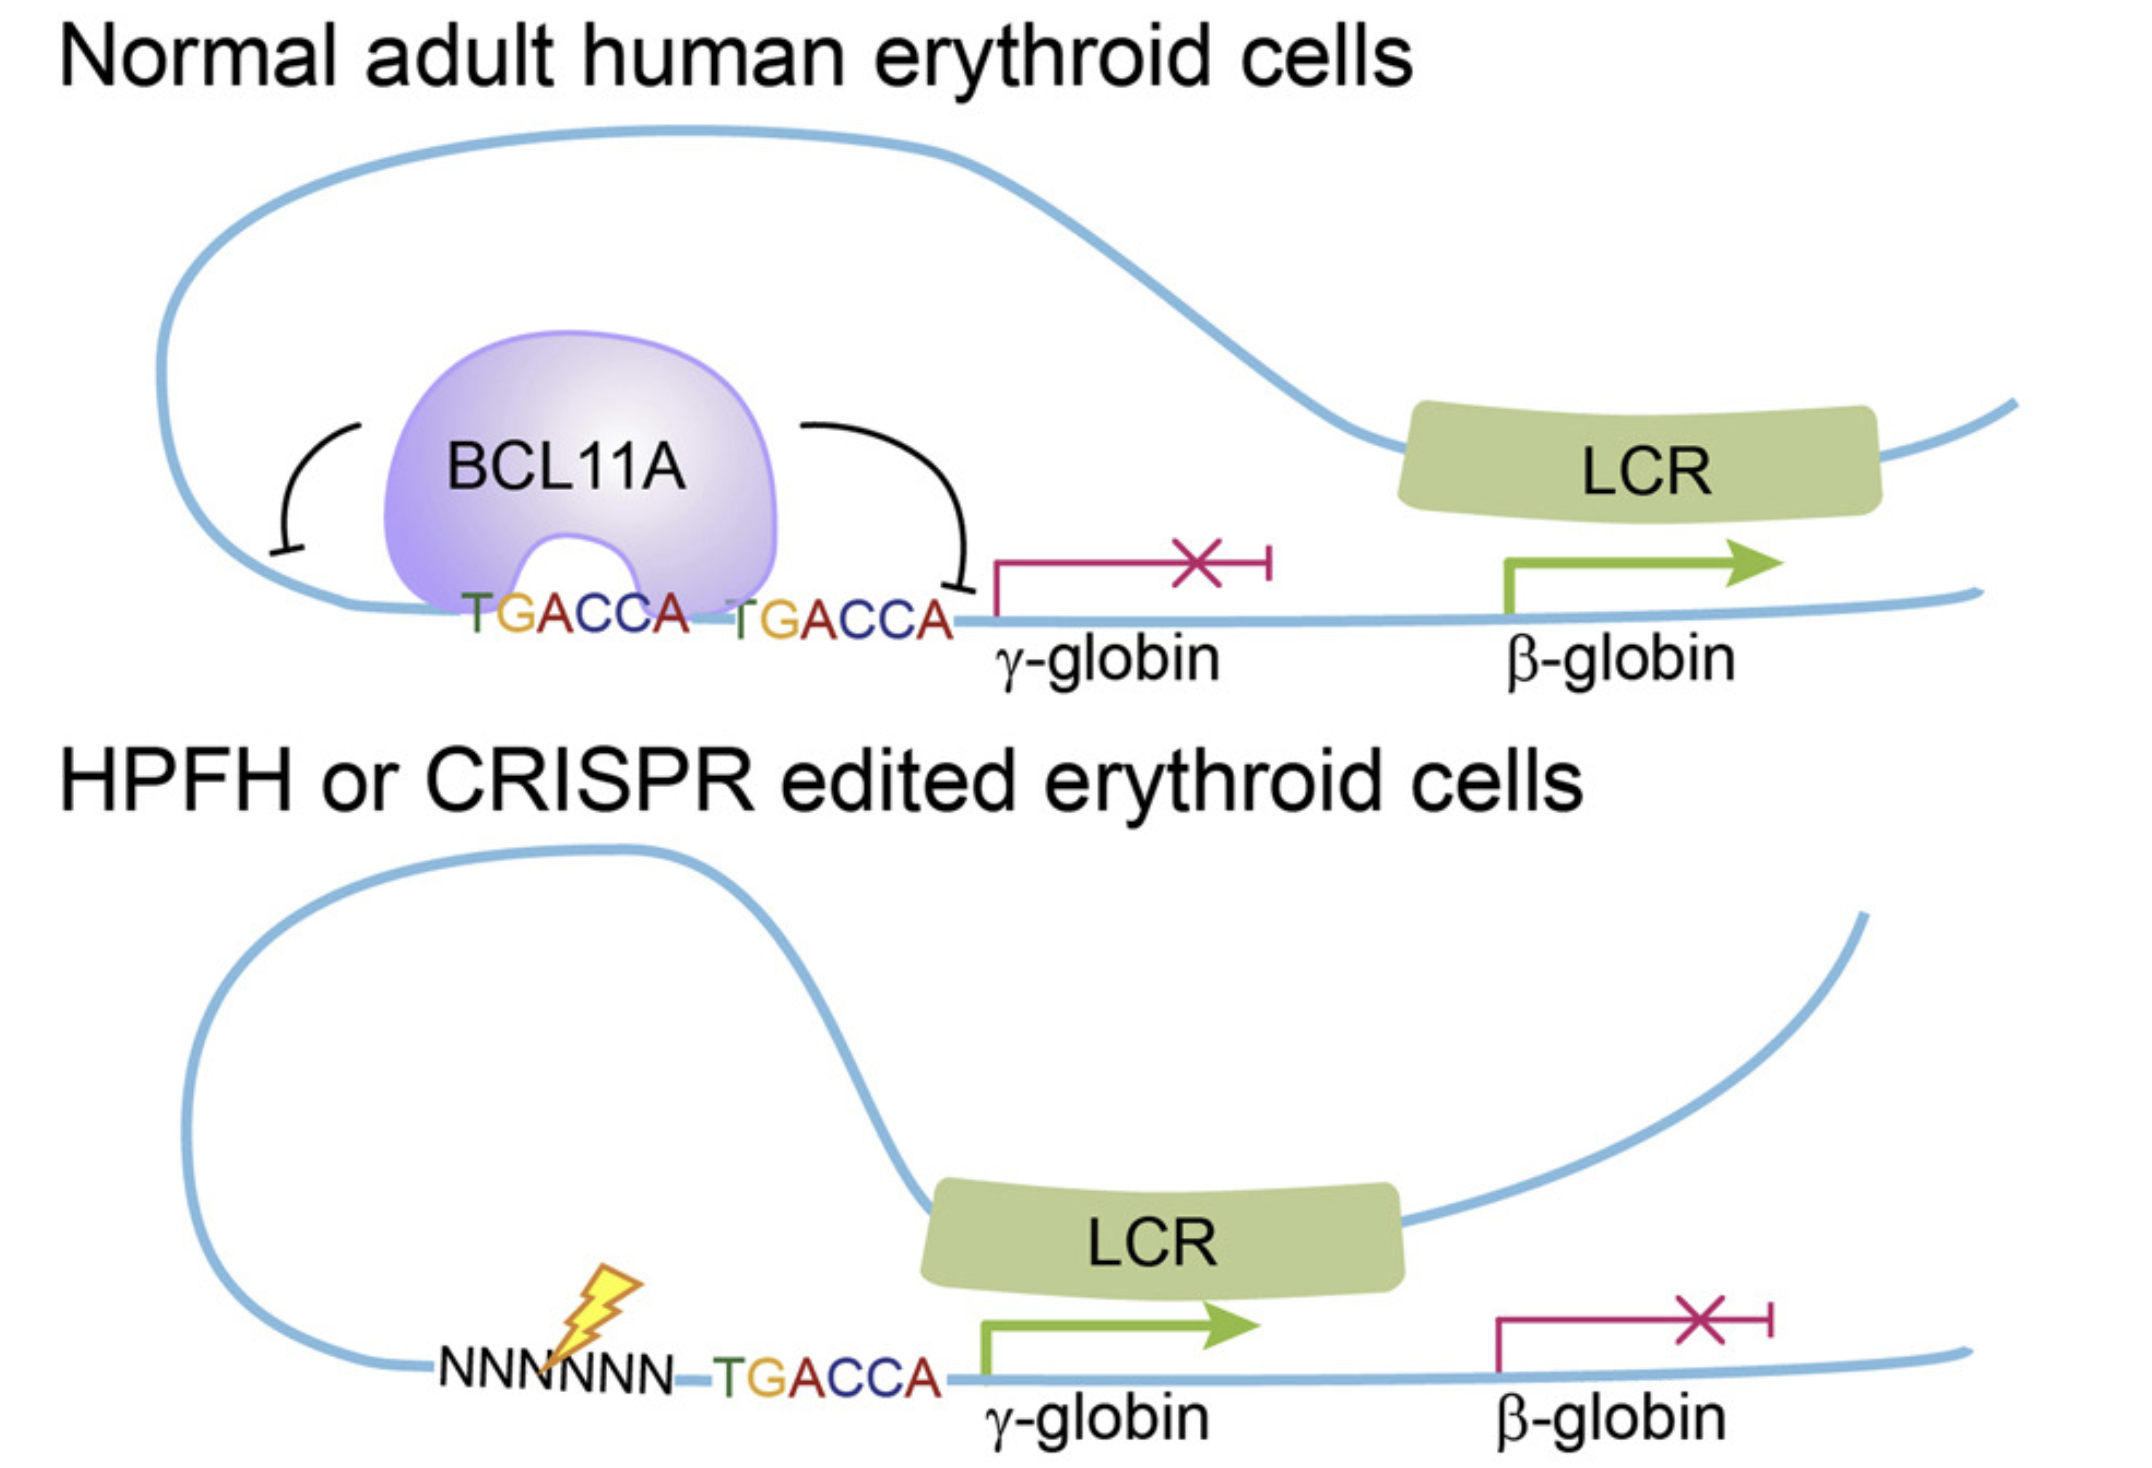 Normal adult human erythroid cells
BCL11A
LCR
TGACCA TGACCA
γ-globin
β-globin
HPFH or CRISPR edited erythroid cells
LCR
NNNNNN TGACCA
γ-globin
β-globin